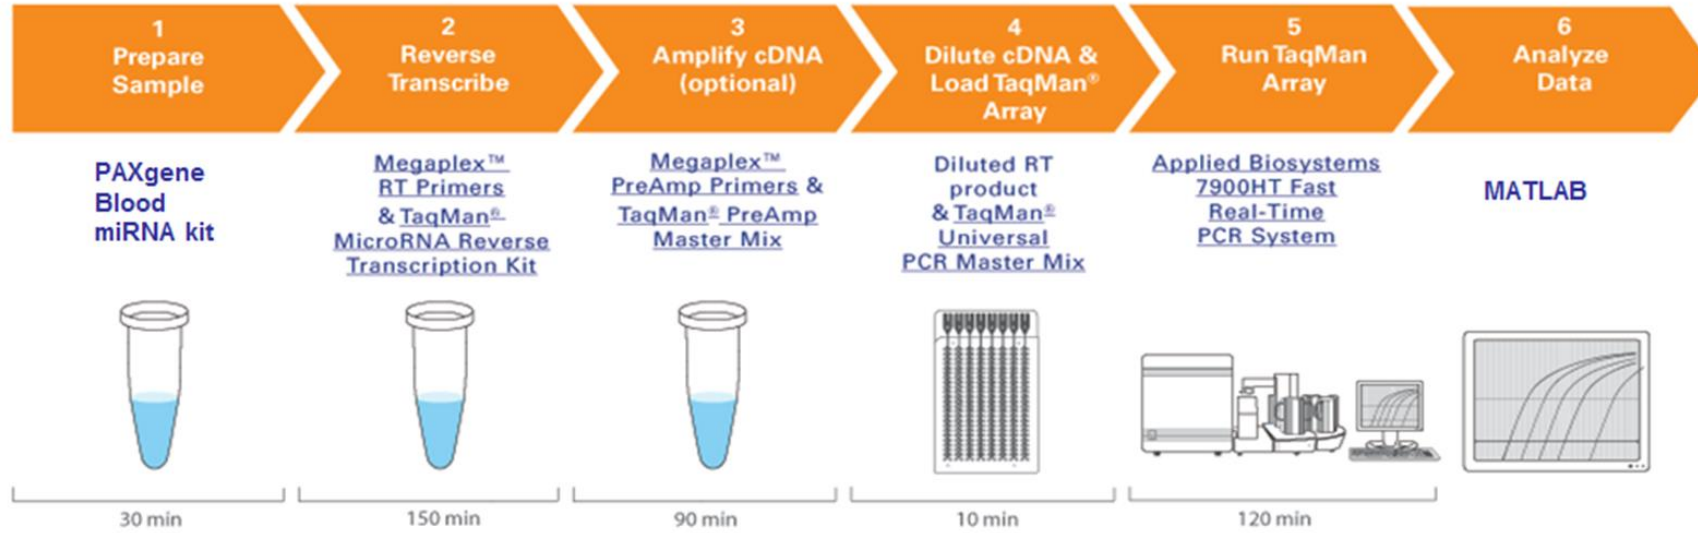 1
Prepare
Sample
2
Reverse
Transcribe
3
Amplify cDNA
(optional)
4
Dilute cDNA &
Load TaqMan®
Array
5
Run TaqMan
Array
6
Analyze
Data
PAXgene
Blood
miRNA kit
Megaplex™
RT Primers
& TaqMan®
MicroRNA Reverse
Transcription Kit
Megaplex™
PreAmp Primers &
TaqMan® PreAmp
Master Mix
Diluted RT
product
& TaqMan®
Universal
PCR Master Mix
Applied Biosystems
7900HT Fast
Real-Time
PCR System
MATLAB
30 min
150 min
90 min
10 min
120 min